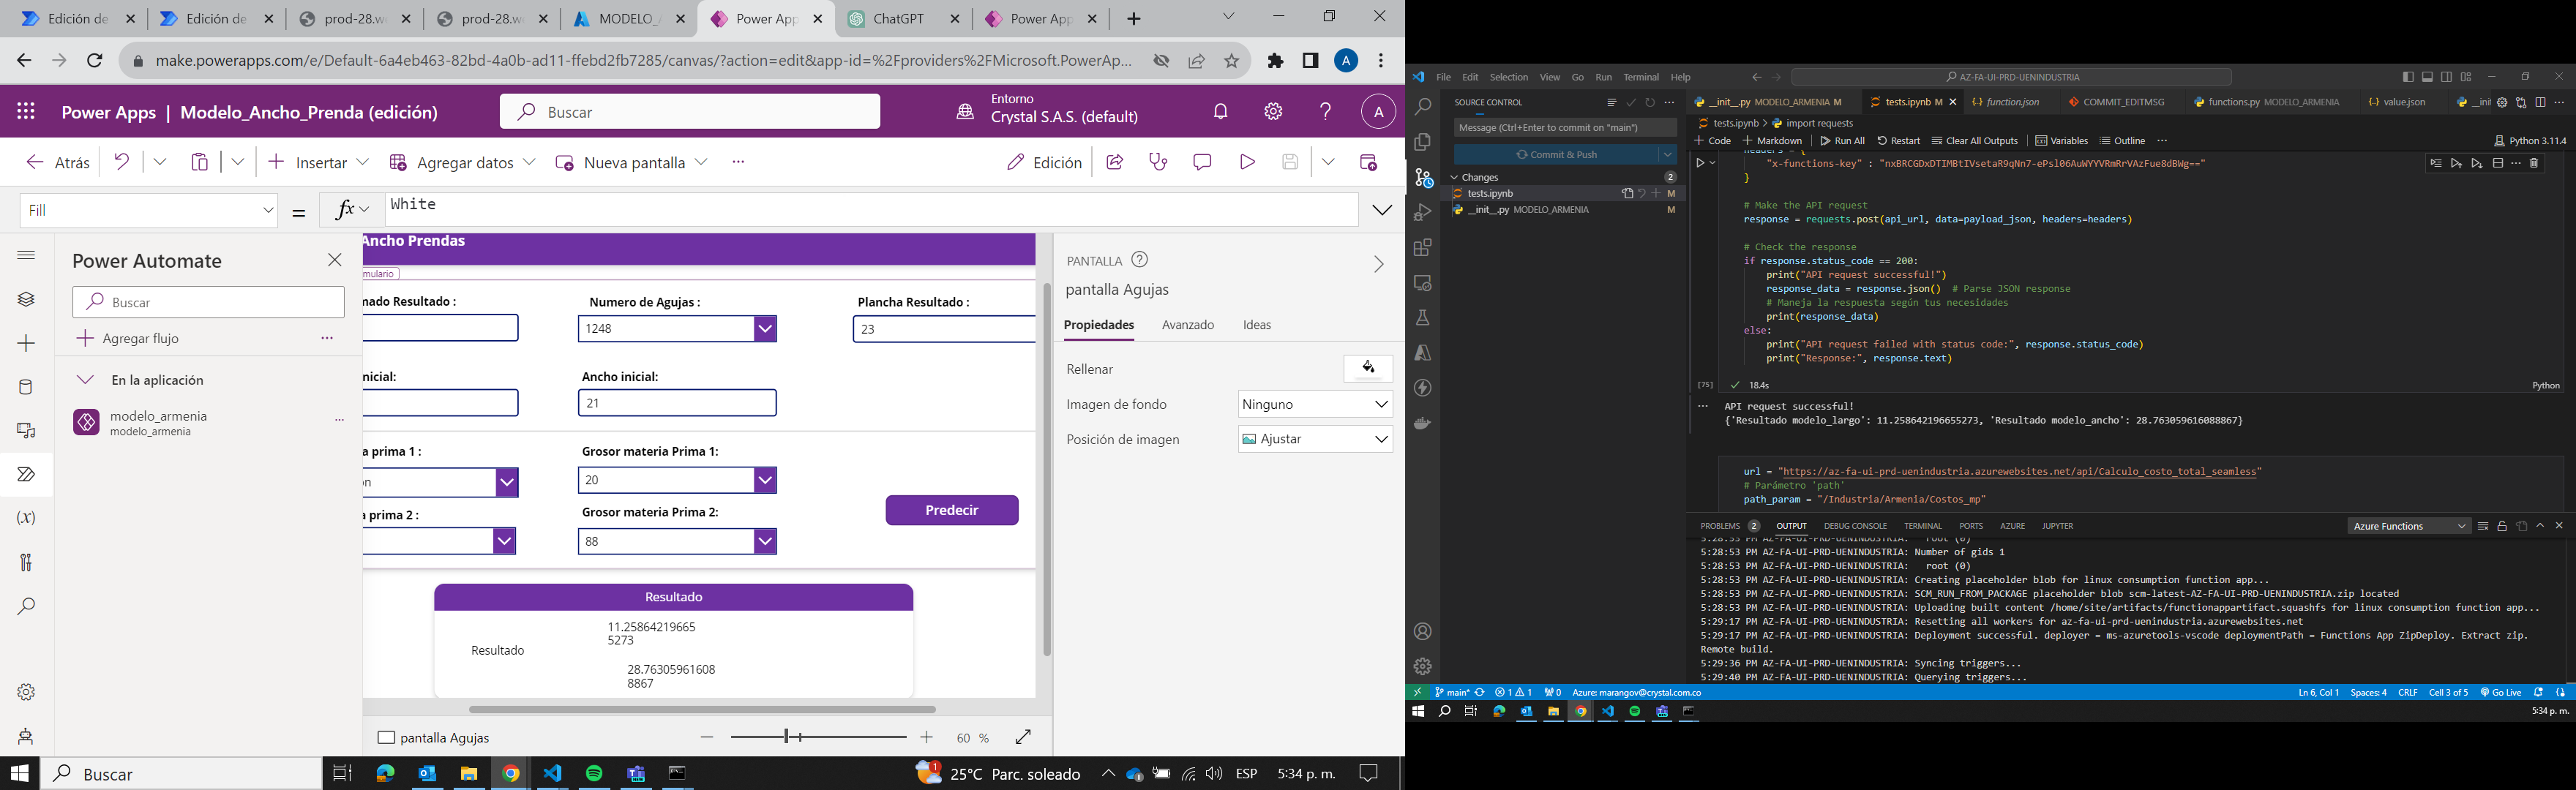 Edición de
Edición de
prod-28.w
prod-28.w
MODELO_
Power App
ChatGPT
Power App
make.powerapps.com/e/Default-6a4eb463-82bd-4a0b-ad11-ffebd2fb7285/canvas/?action=edit&app-id=%2Fproviders%2FMicrosoft.PowerAp...
A
Power Apps | Modelo_Ancho_Prenda (edición)
Buscar
Entorno
Crystal S.A.S. (default)
A
Atrás
Insertar
Agregar datos
Nueva pantalla
Edición
Fill
=
fx
White
Power Automate
Buscar
Agregar flujo
En la aplicación
modelo_armenia
modelo_armenia
Ancho Prendas
mulario
nado Resultado :
Numero de Agujas :
Plancha Resultado :
1248
23
nicial:
Ancho inicial:
21
a prima 1 :
Grosor materia Prima 1:
on
20
a prima 2 :
Grosor materia Prima 2:
88
Predecir
Resultado
Resultado
11.25864219665
5273
28.76305961608
8867
pantalla Agujas
60 %
PANTALLA
pantalla Agujas
Propiedades
Avanzado
Ideas
Rellenar
Imagen de fondo
Ninguno
Posición de imagen
Ajustar
Buscar
25°C Parc. soleado
ESP
5:34 p. m.
File Edit Selection View Go Run Terminal Help
AZ-FA-UI-PRD-UENINDUSTRIA
SOURCE CONTROL
Message (Ctrl+Enter to commit on "main")
Commit & Push
Changes
2
tests.ipynb
M
__init__.py MODELO_ARMENIA
M
__init__.py MODELO_ARMENIA M
tests.ipynb M
function.json
COMMIT_EDITMSG
functions.py MODELO_ARMENIA
value.json
__init
tests.ipynb > import requests
Code
Markdown
Run All
Restart
Clear All Outputs
Variables
Outline
Python 3.11.4
headers = {
"x-functions-key" : "nxBRCGDxDTIMBtIVsetaR9qNn7-ePsl06AuWYYVRmRrVAzFue8dBWg=="
}
# Make the API request
response = requests.post(api_url, data=payload_json, headers=headers)
# Check the response
if response.status_code == 200:
print("API request successful!")
response_data = response.json() # Parse JSON response
# Maneja la respuesta según tus necesidades
print(response_data)
else:
print("API request failed with status code:", response.status_code)
print("Response:", response.text)
[75]
18.4s
Python
API request successful!
{'Resultado modelo_largo': 11.258642196655273, 'Resultado modelo_ancho': 28.763059616088867}
url = "https://az-fa-ui-prd-uenindustria.azurewebsites.net/api/Calculo_costo_total_seamless"
# Parámetro 'path'
path_param = "/Industria/Armenia/Costos_mp"
PROBLEMS 2
OUTPUT
DEBUG CONSOLE
TERMINAL
PORTS
AZURE
JUPYTER
Azure Functions
5:28:53 PM AZ-FA-UI-PRD-UENINDUSTRIA: root (0)
5:28:53 PM AZ-FA-UI-PRD-UENINDUSTRIA: Number of gids 1
5:28:53 PM AZ-FA-UI-PRD-UENINDUSTRIA: root (0)
5:28:53 PM AZ-FA-UI-PRD-UENINDUSTRIA: Creating placeholder blob for linux consumption function app...
5:28:53 PM AZ-FA-UI-PRD-UENINDUSTRIA: SCM_RUN_FROM_PACKAGE placeholder blob scm-latest-AZ-FA-UI-PRD-UENINDUSTRIA.zip located
5:28:53 PM AZ-FA-UI-PRD-UENINDUSTRIA: Uploading built content /home/site/artifacts/functionappartifact.squashfs for linux consumption function app...
5:29:17 PM AZ-FA-UI-PRD-UENINDUSTRIA: Resetting all workers for az-fa-ui-prd-uenindustria.azurewebsites.net
5:29:17 PM AZ-FA-UI-PRD-UENINDUSTRIA: Deployment successful. deployer = ms-azuretools-vscode deploymentPath = Functions App ZipDeploy. Extract zip.
Remote build.
5:29:36 PM AZ-FA-UI-PRD-UENINDUSTRIA: Syncing triggers...
5:29:40 PM AZ-FA-UI-PRD-UENINDUSTRIA: Querying triggers...
main*
1
1
0
Azure: marangov@crystal.com.co
Ln 6, Col 1
Spaces: 4
CRLF
Cell 3 of 5
Go Live
5:34 p. m.